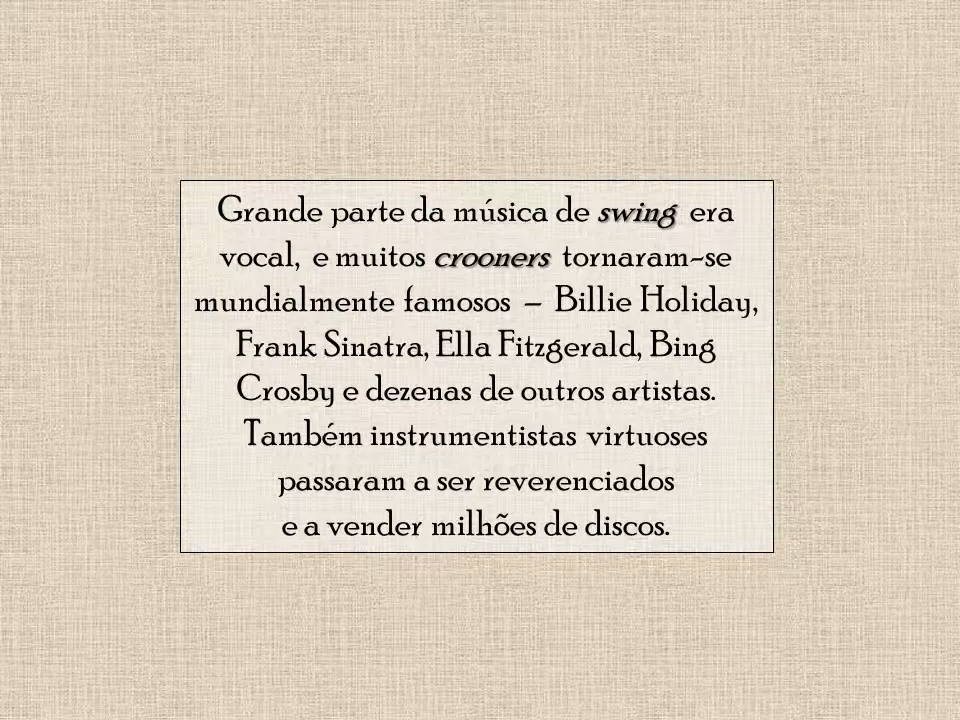 Grande parte da música de swing era
vocal, e muitos crooners tornaram-se
mundialmente famosos – Billie Holiday,
Frank Sinatra, Ella Fitzgerald, Bing
Crosby e dezenas de outros artistas.
Também instrumentistas virtuoses
passaram a ser reverenciados
e a vender milhões de discos.